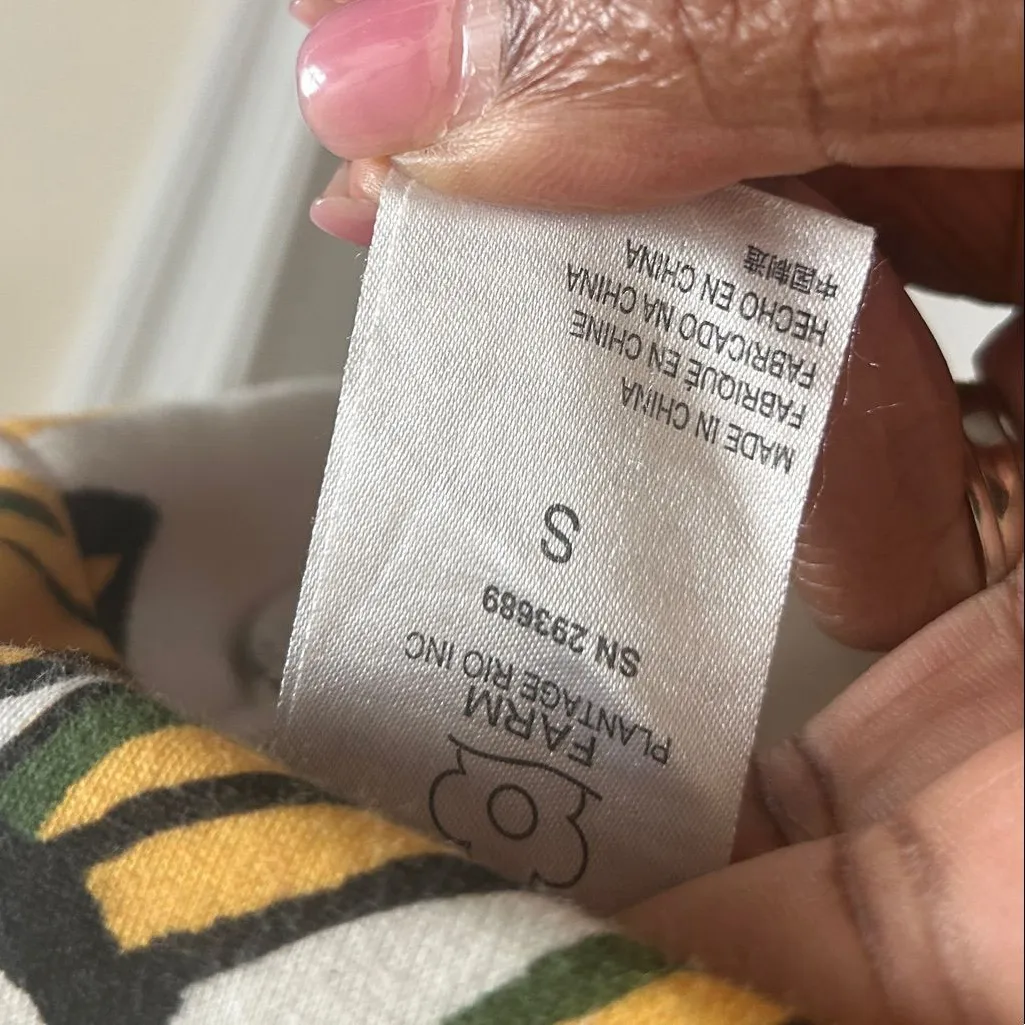 FARM
PLANTAGE RIO INC
SN 293689
S
MADE IN CHINA
FABRIQUÉ EN CHINE
FABRICADO NA CHINA
HECHO EN CHINA
中国制造